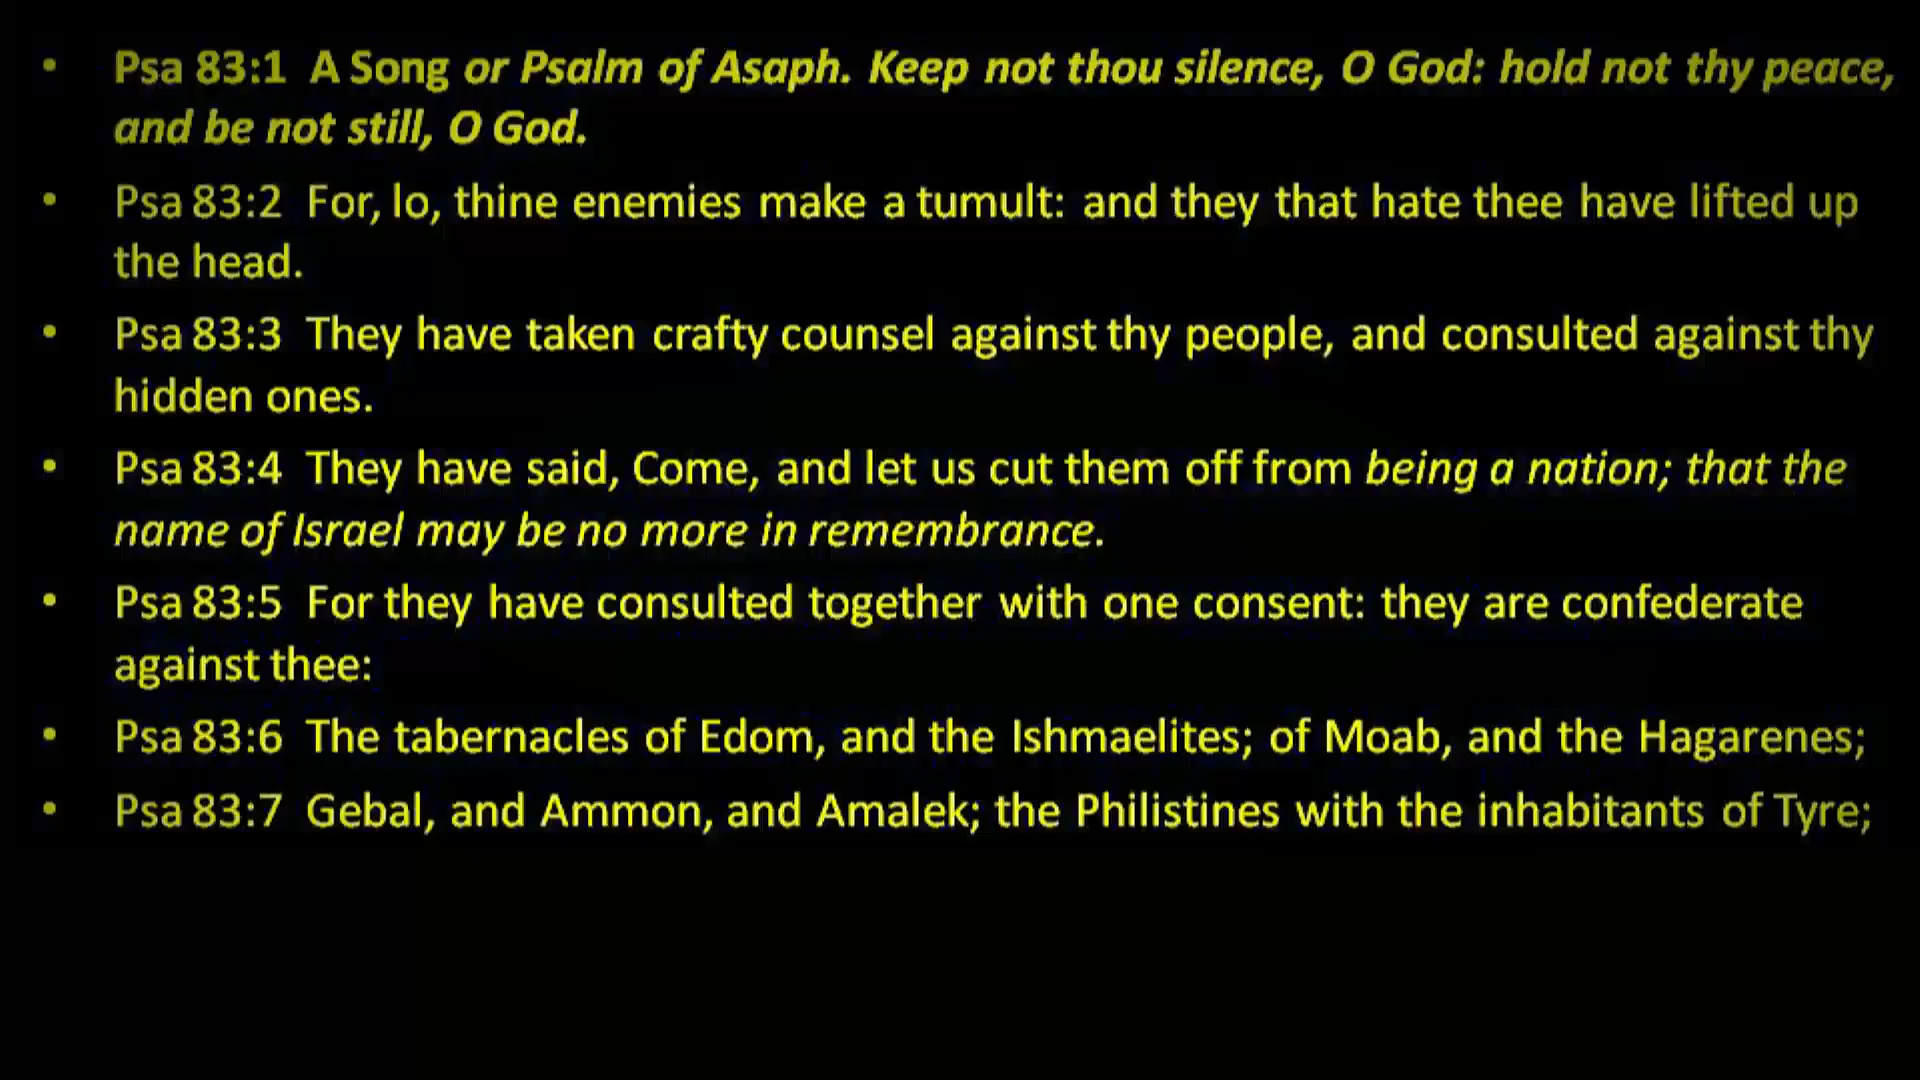 • Psa 83:1 A Song or Psalm of Asaph. Keep not thou silence, O God: hold not thy peace,
and be not still, O God.
• Psa 83:2 For, lo, thine enemies make a tumult: and they that hate thee have lifted up
the head.
• Psa 83:3 They have taken crafty counsel against thy people, and consulted against thy
hidden ones.
• Psa 83:4 They have said, Come, and let us cut them off from being a nation; that the
name of Israel may be no more in remembrance.
• Psa 83:5 For they have consulted together with one consent: they are confederate
against thee:
• Psa 83:6 The tabernacles of Edom, and the Ishmaelites; of Moab, and the Hagarenes;
• Psa 83:7 Gebal, and Ammon, and Amalek; the Philistines with the inhabitants of Tyre;